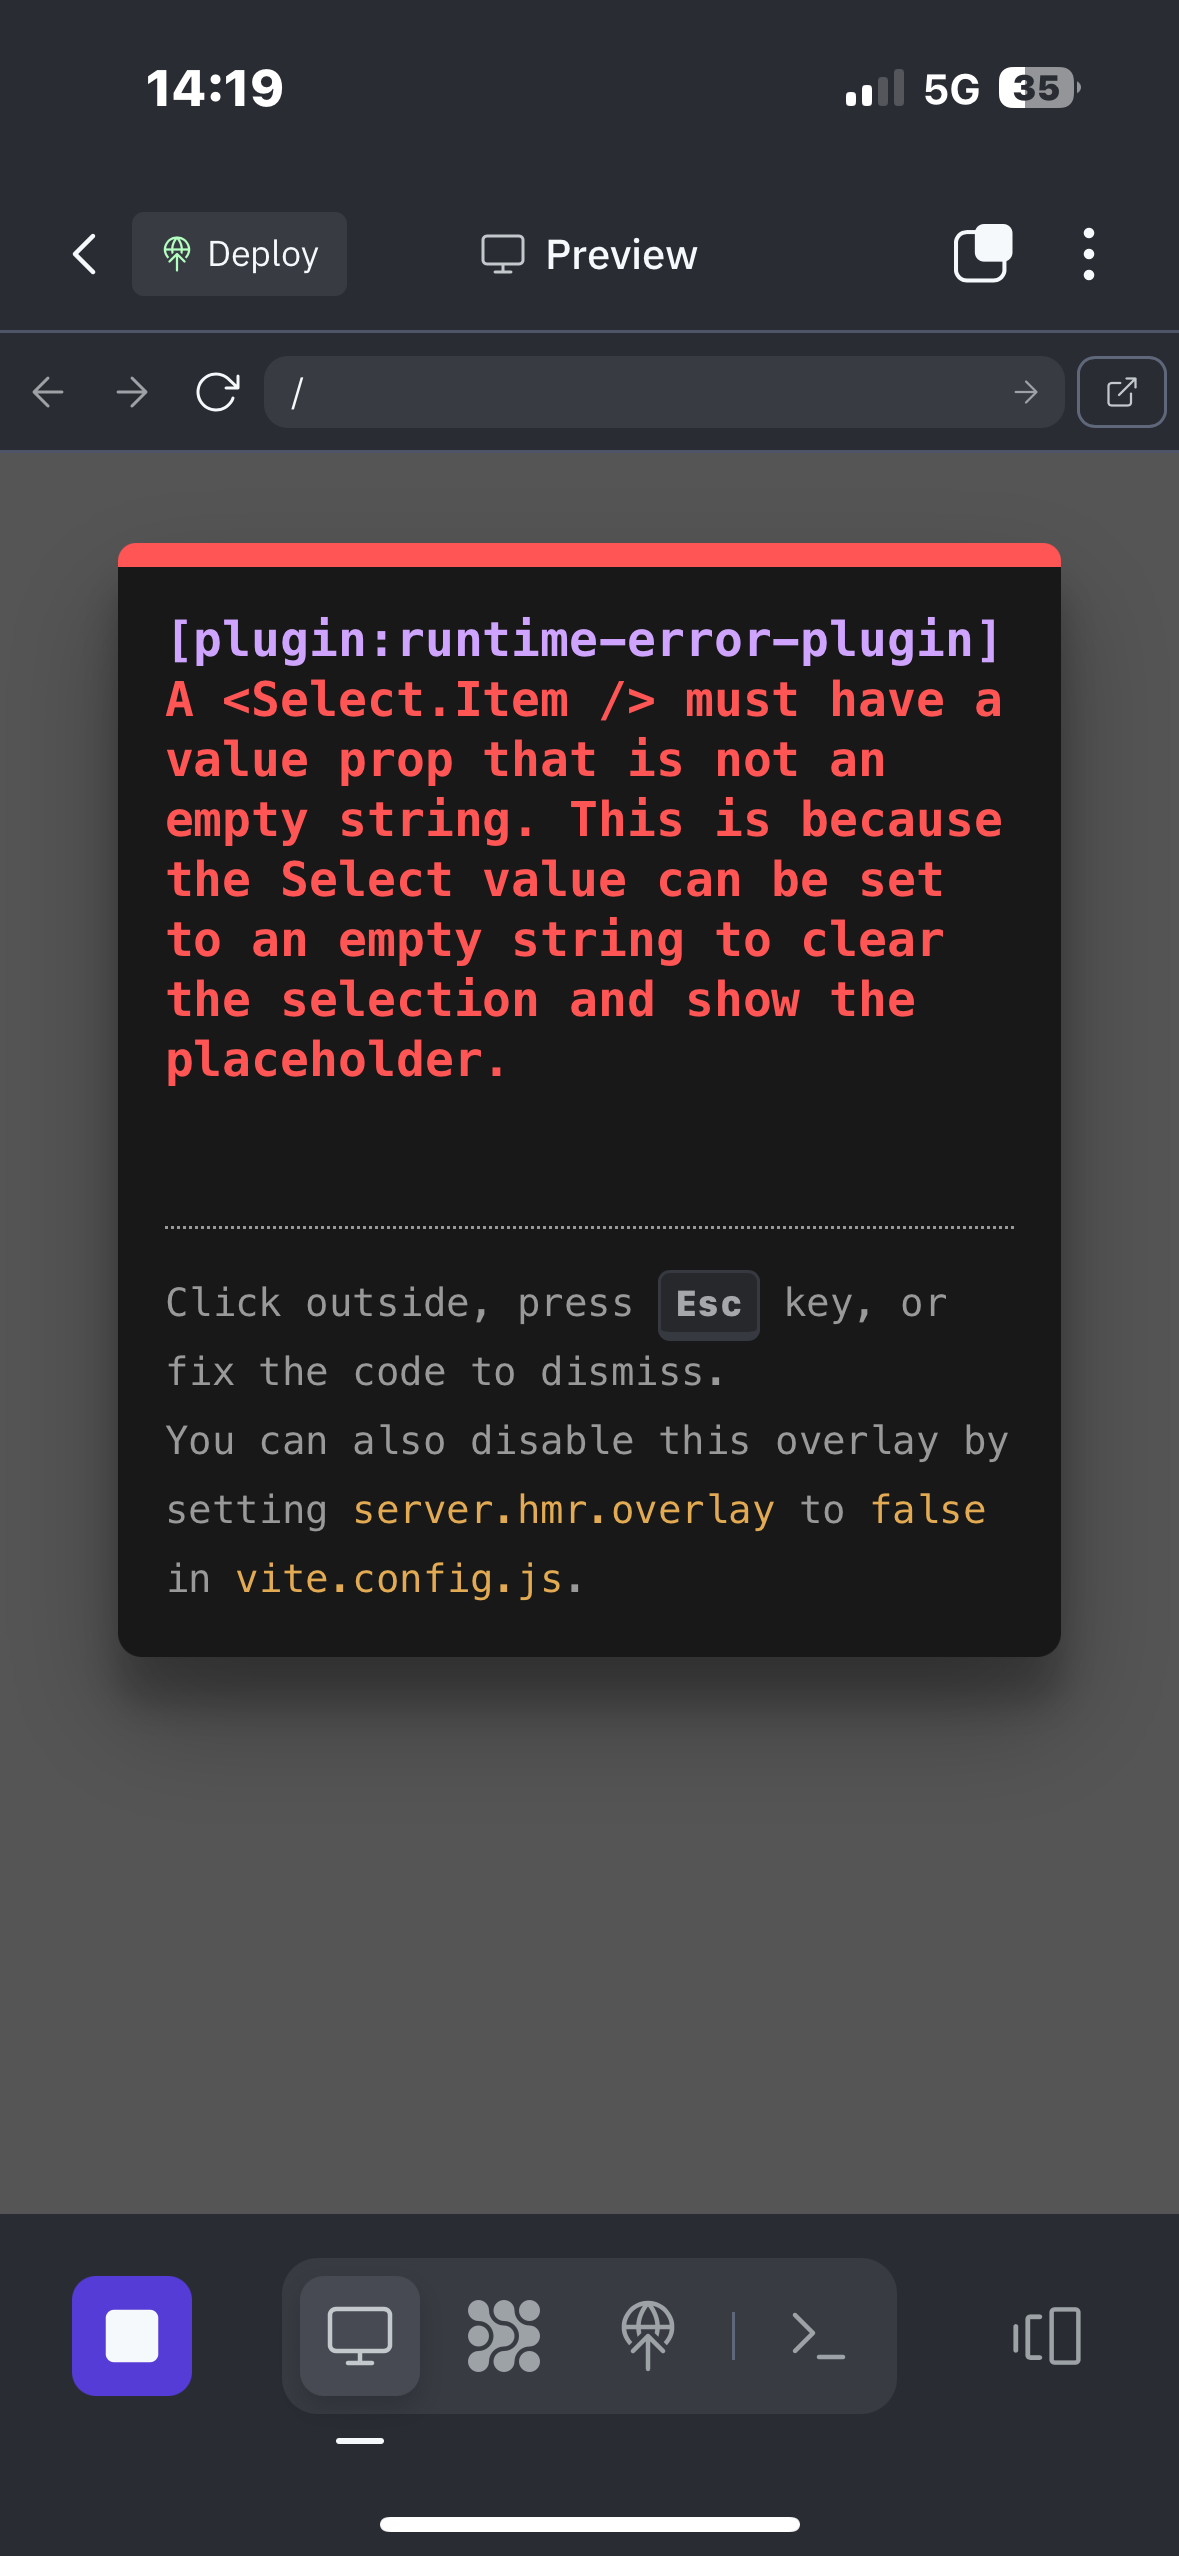 14:19
5G 35
Deploy
Preview
/
[plugin:runtime-error-plugin]
A <Select.Item /> must have a
value prop that is not an
empty string. This is because
the Select value can be set
to an empty string to clear
the selection and show the
placeholder.
Click outside, press Esc key, or
fix the code to dismiss.
You can also disable this overlay by
setting server.hmr.overlay to false
in vite.config.js.